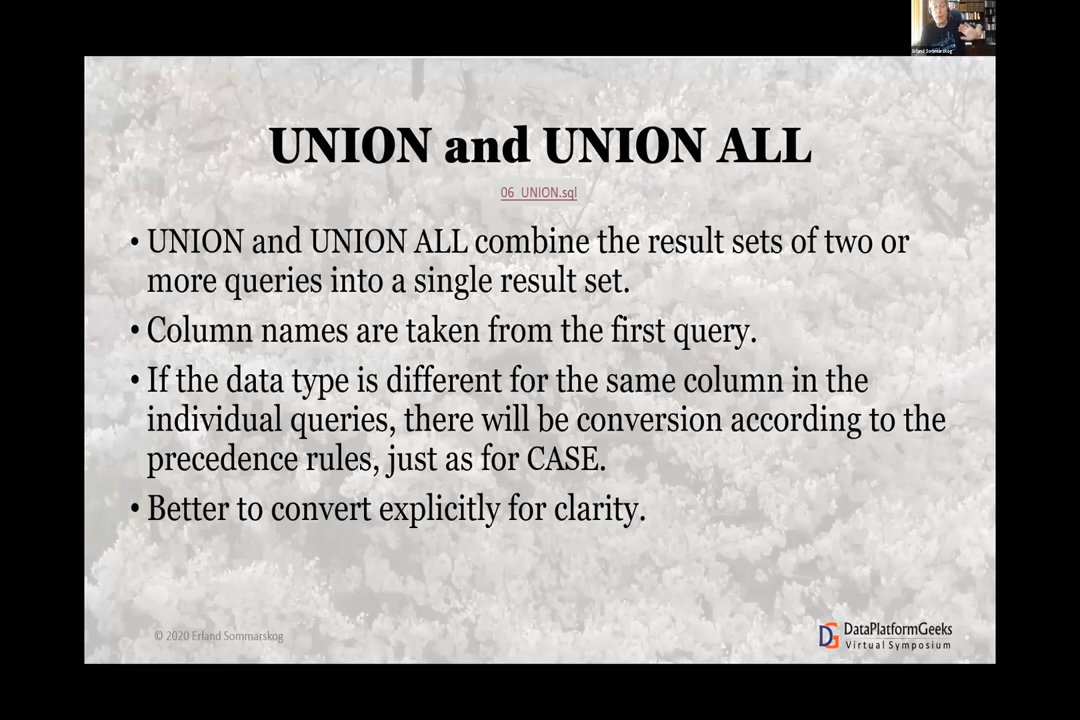 Erland Sommarskog
UNION and UNION ALL
06_UNION.sql
• UNION and UNION ALL combine the result sets of two or
more queries into a single result set.
• Column names are taken from the first query.
• If the data type is different for the same column in the
individual queries, there will be conversion according to the
precedence rules, just as for CASE.
• Better to convert explicitly for clarity.
© 2020 Erland Sommarskog
DG DataPlatformGeeks
Virtual Symposium